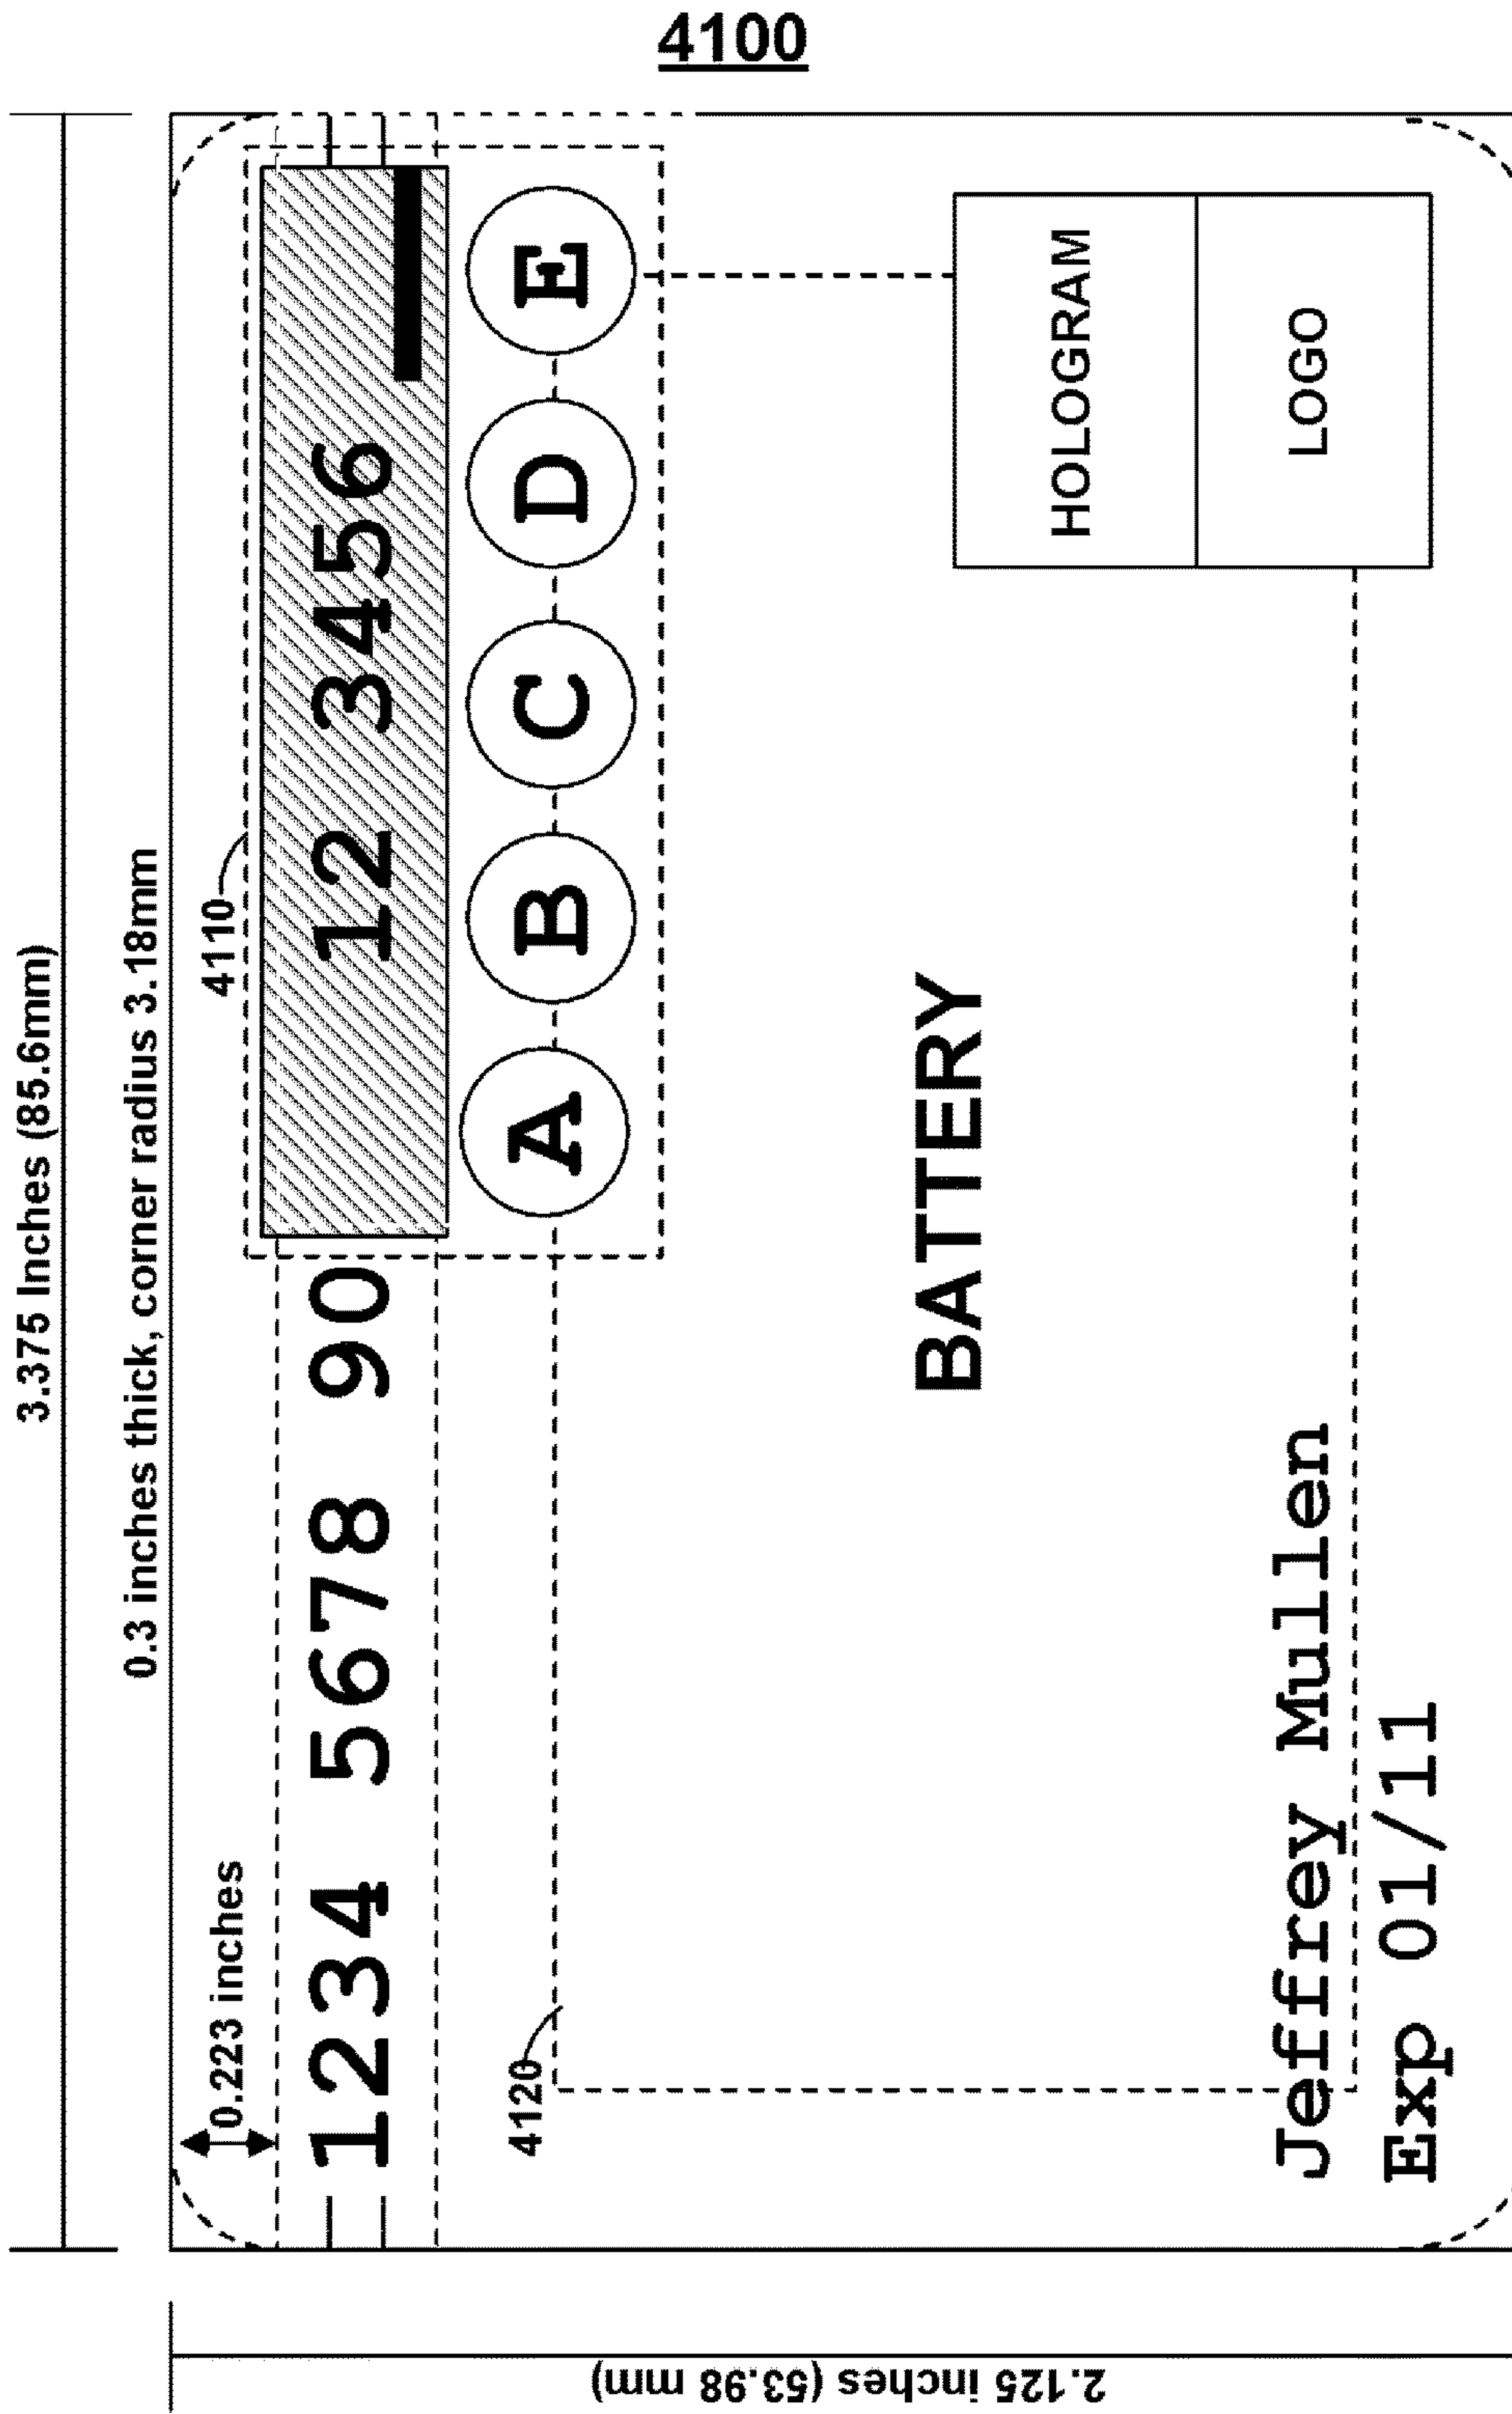 4100
3.375 Inches (85.6mm)
0.3 inches thick, corner radius 3.18mm
0.223 inches
4110
1234 5678 90
12 3456
A B C D E
4120
BATTERY
HOLOGRAM
LOGO
Jeffrey Mullen
Exp 01/11
2.125 inches (53.98 mm)